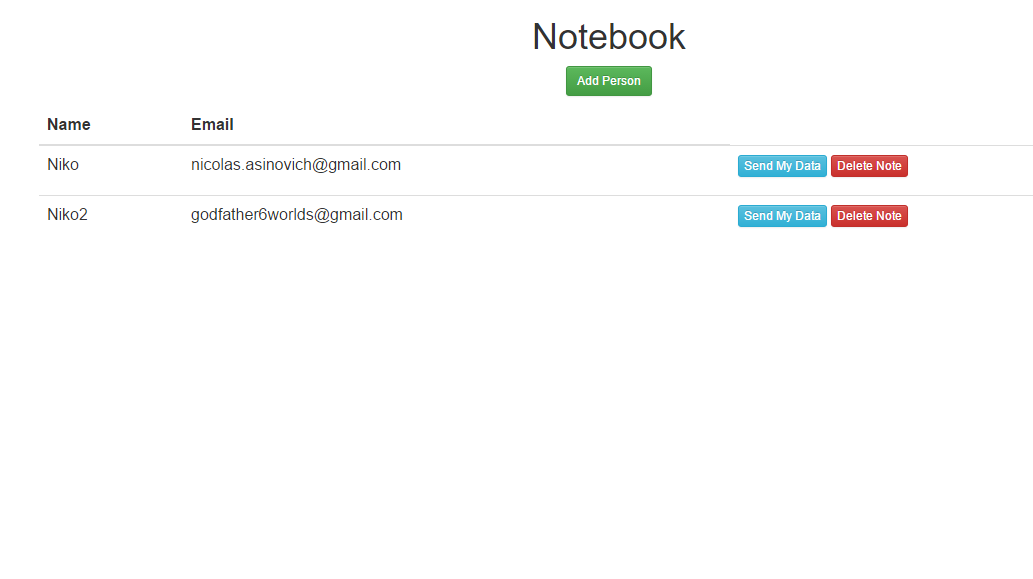 Notebook
Add Person
Name Email
Niko nicolas.asinovich@gmail.com Send My Data Delete Note
Niko2 godfather6worlds@gmail.com Send My Data Delete Note